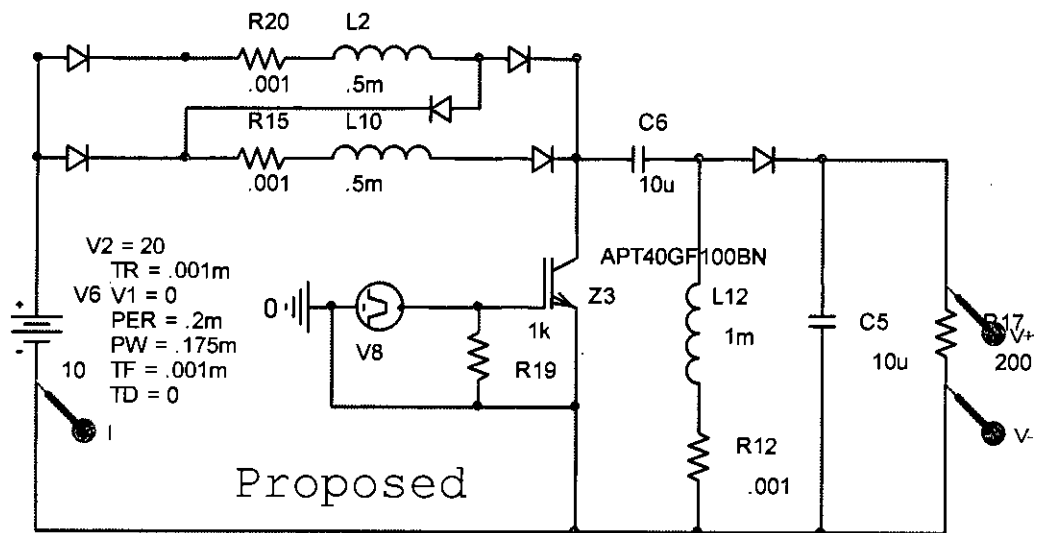 R20 L2
.001 .5m
R15 L10
.001 .5m
C6
10u
V2 = 20
TR = .001m
V6 V1 = 0
PER = .2m
PW = .175m
TF = .001m
TD = 0
10
I
+
-
0
V8
1k
R19
APT40GF100BN
Z3
L12
1m
R12
.001
C5
10u
R17
200
V+
V-
Proposed